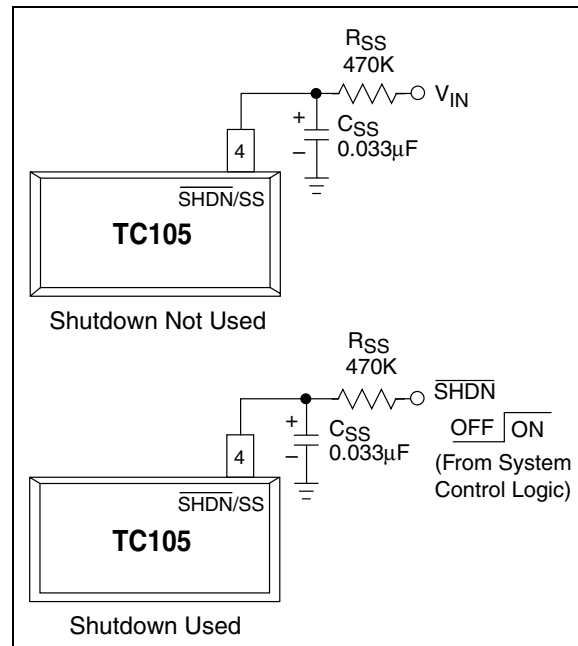 RSS
470K
VIN
+
CSS
–
0.033µF
4
SHDN/SS
TC105
Shutdown Not Used
RSS
470K
SHDN
+
CSS
OFF ON
–
0.033µF
(From System
Control Logic)
4
SHDN/SS
TC105
Shutdown Used